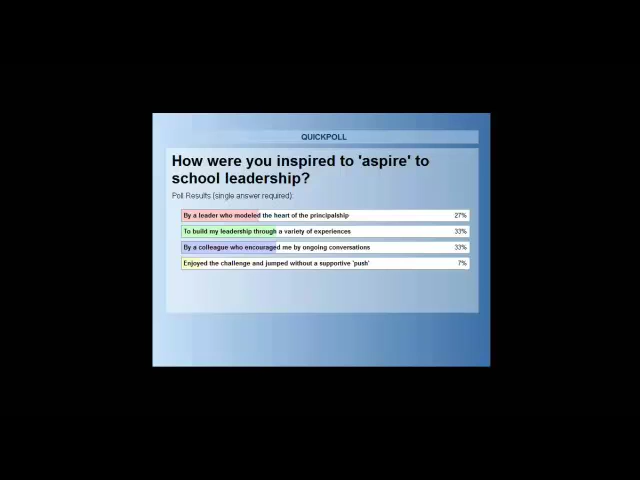 QUICKPOLL
How were you inspired to 'aspire' to
school leadership?
Poll Results (single answer required):
By a leader who modeled the heart of the principalship 27%
To build my leadership through a variety of experiences 33%
By a colleague who encouraged me by ongoing conversations 33%
Enjoyed the challenge and jumped without a supportive 'push' 7%